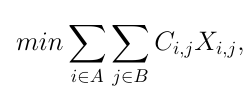 min ∑_{i∈A} ∑_{j∈B} C_{i,j} X_{i,j},